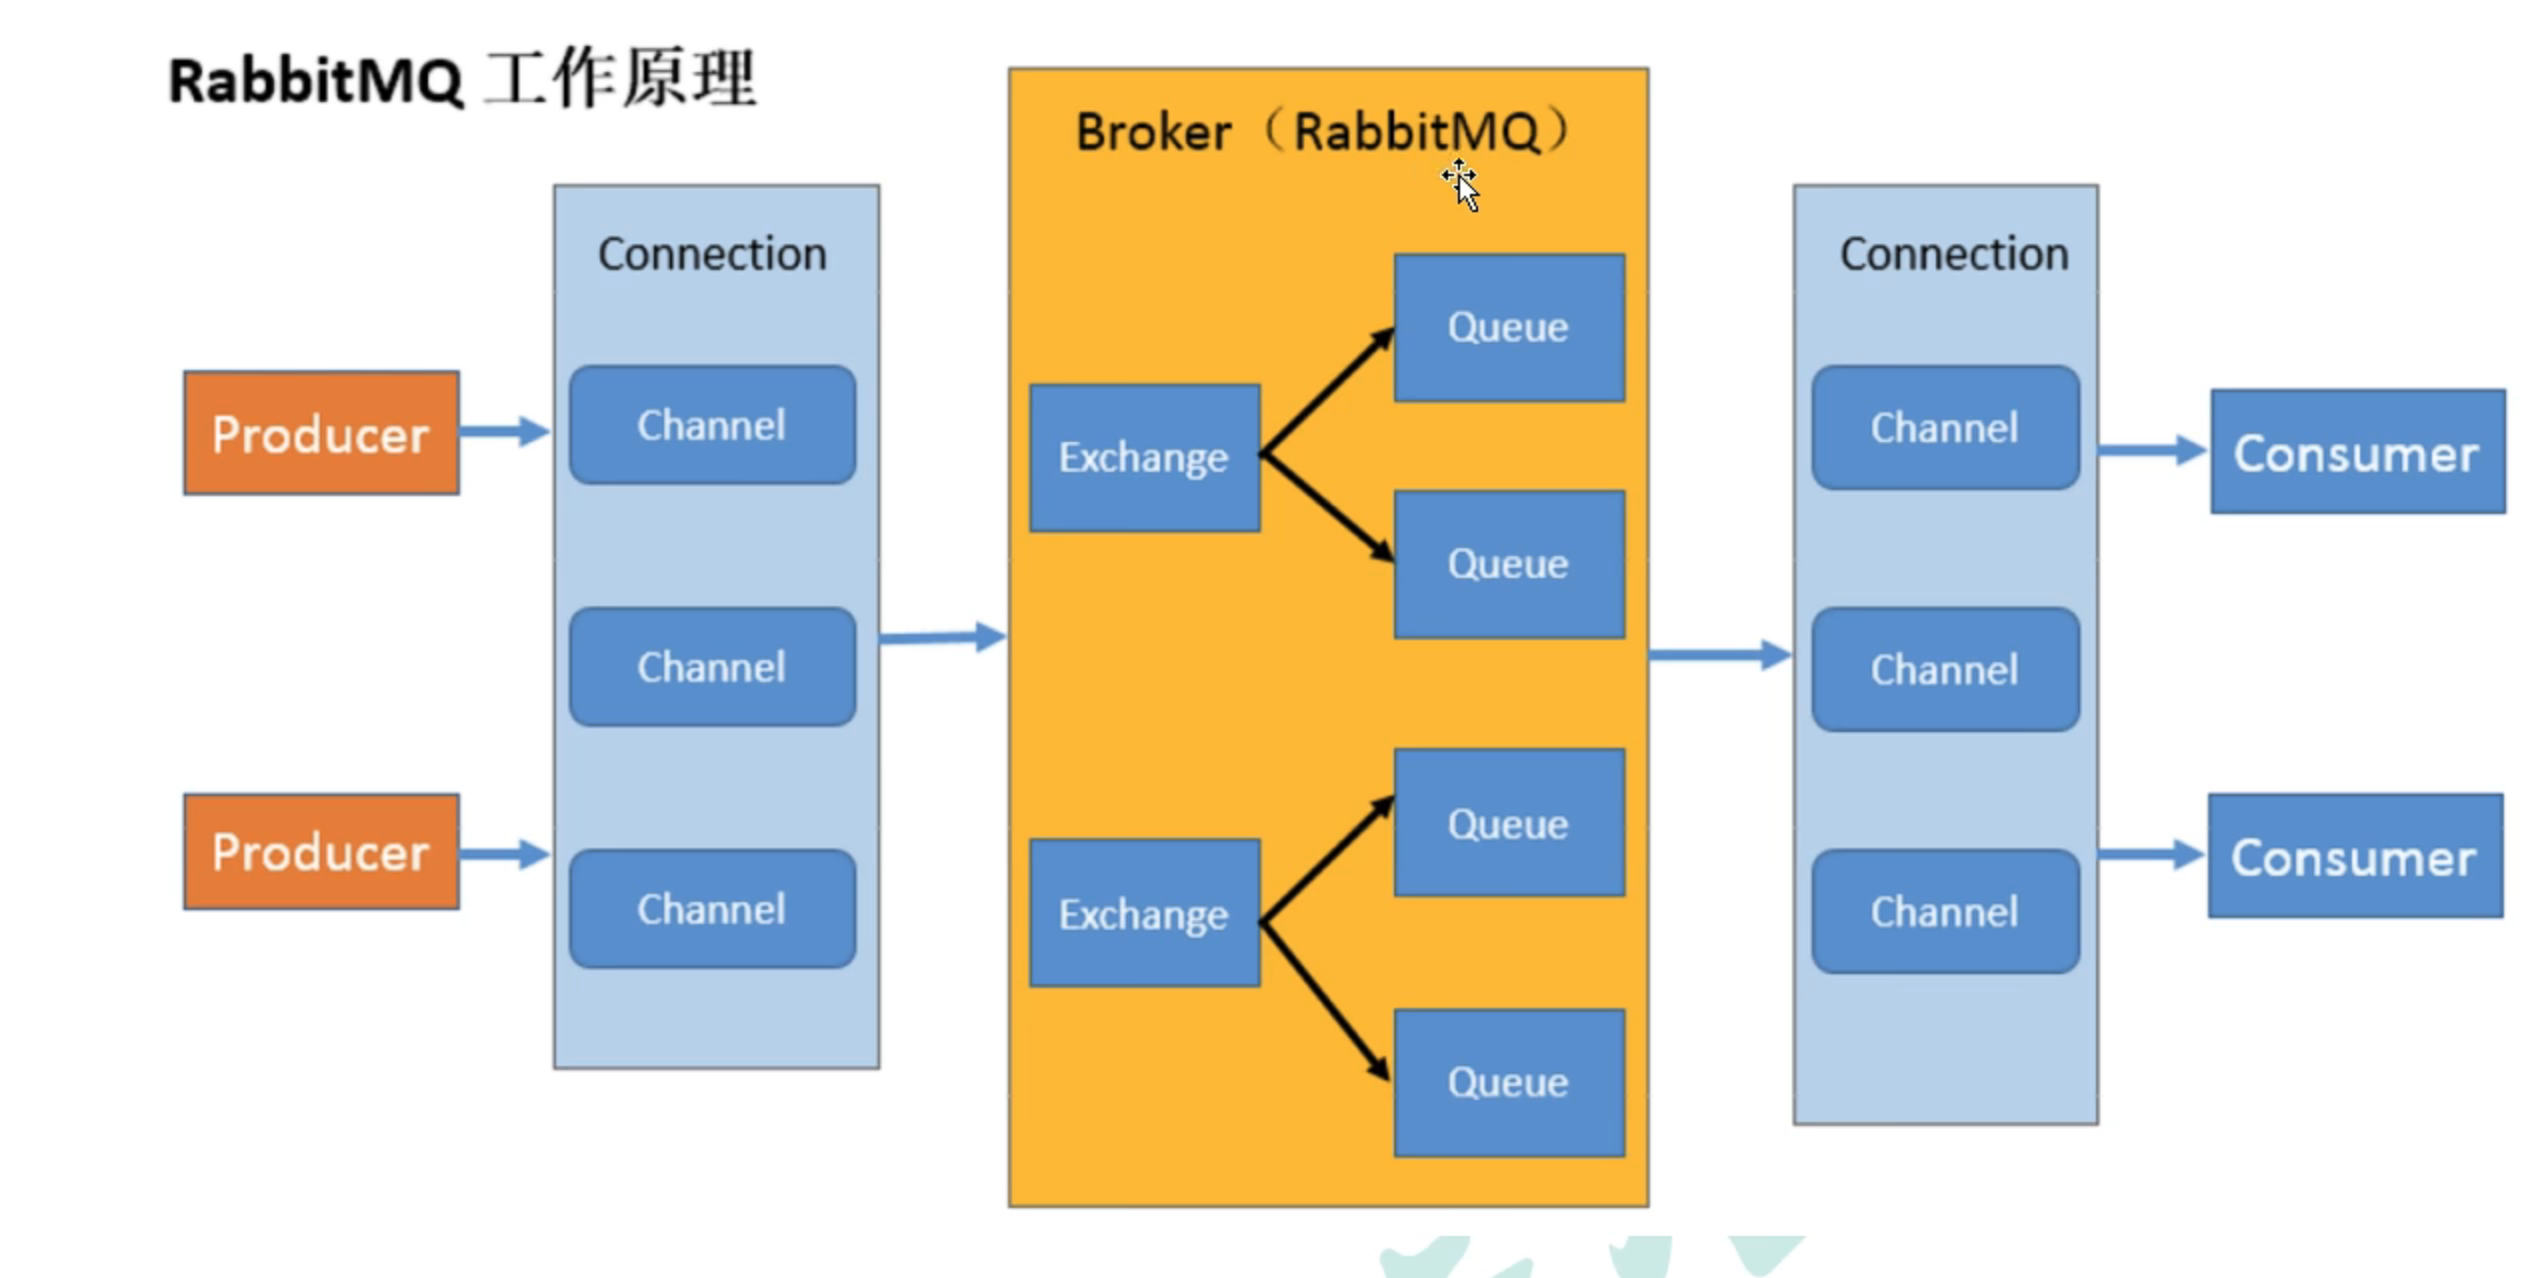 RabbitMQ 工作原理
Broker（RabbitMQ）
Connection
Connection
Queue
Channel
Channel
Producer
Exchange
Consumer
Queue
Channel
Channel
Queue
Producer
Exchange
Consumer
Channel
Channel
Queue